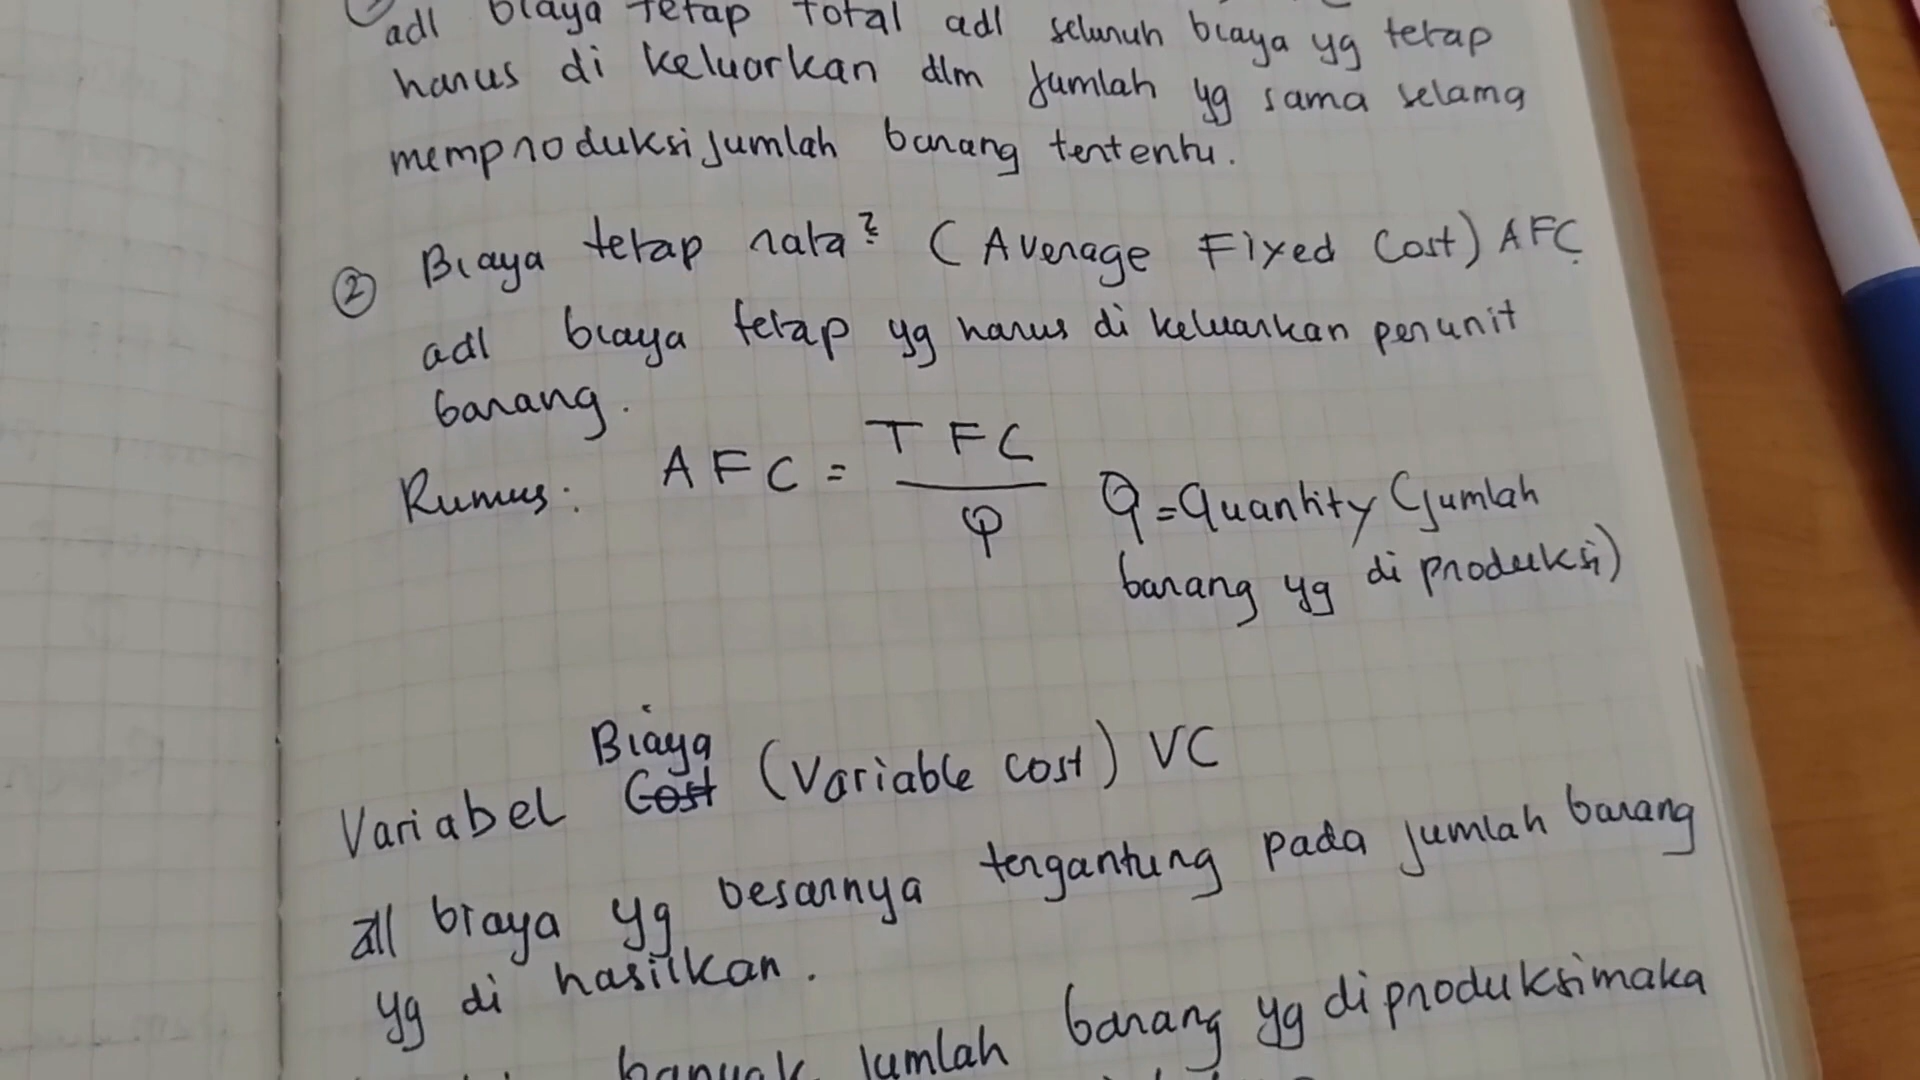 adl biaya tetap total adl seluruh biaya yg tetap
harus di keluarkan dlm jumlah yg sama selama
memproduksi jumlah barang tertentu.
② Biaya tetap rata² (Average Fixed Cost) AFC
adl biaya tetap yg harus di keluarkan per unit
barang.
Rumus: AFC = TFC / Q
Q = Quantity (jumlah
barang yg di produksi)
Biaya
Variabel Cost (Variable cost) VC
adl biaya yg besarnya tergantung pada jumlah barang
yg di hasilkan.
banyak jumlah barang yg di produksi maka